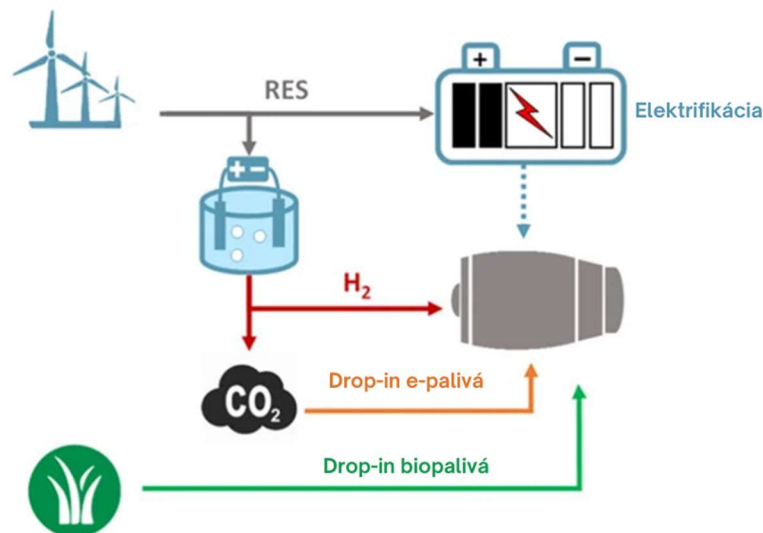 RES
+ −
Elektrifikácia
+ −
H₂
CO₂
Drop-in e-palivá
Drop-in biopalivá